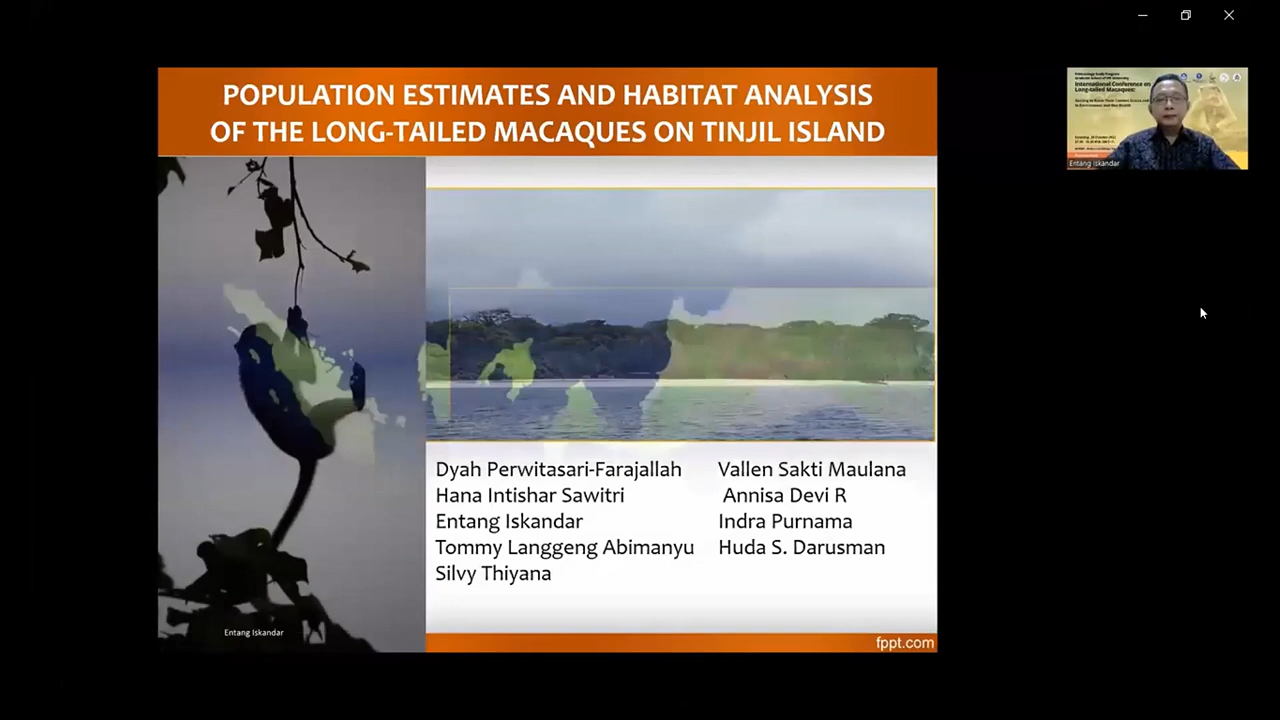 POPULATION ESTIMATES AND HABITAT ANALYSIS
OF THE LONG-TAILED MACAQUES ON TINJIL ISLAND
Dyah Perwitasari-Farajallah
Hana Intishar Sawitri
Entang Iskandar
Tommy Langgeng Abimanyu
Silvy Thiyana
Vallen Sakti Maulana
Annisa Devi R
Indra Purnama
Huda S. Darusman
Entang Iskandar
fppt.com
International Conference on
Long-tailed Macaques:
Entang Iskandar